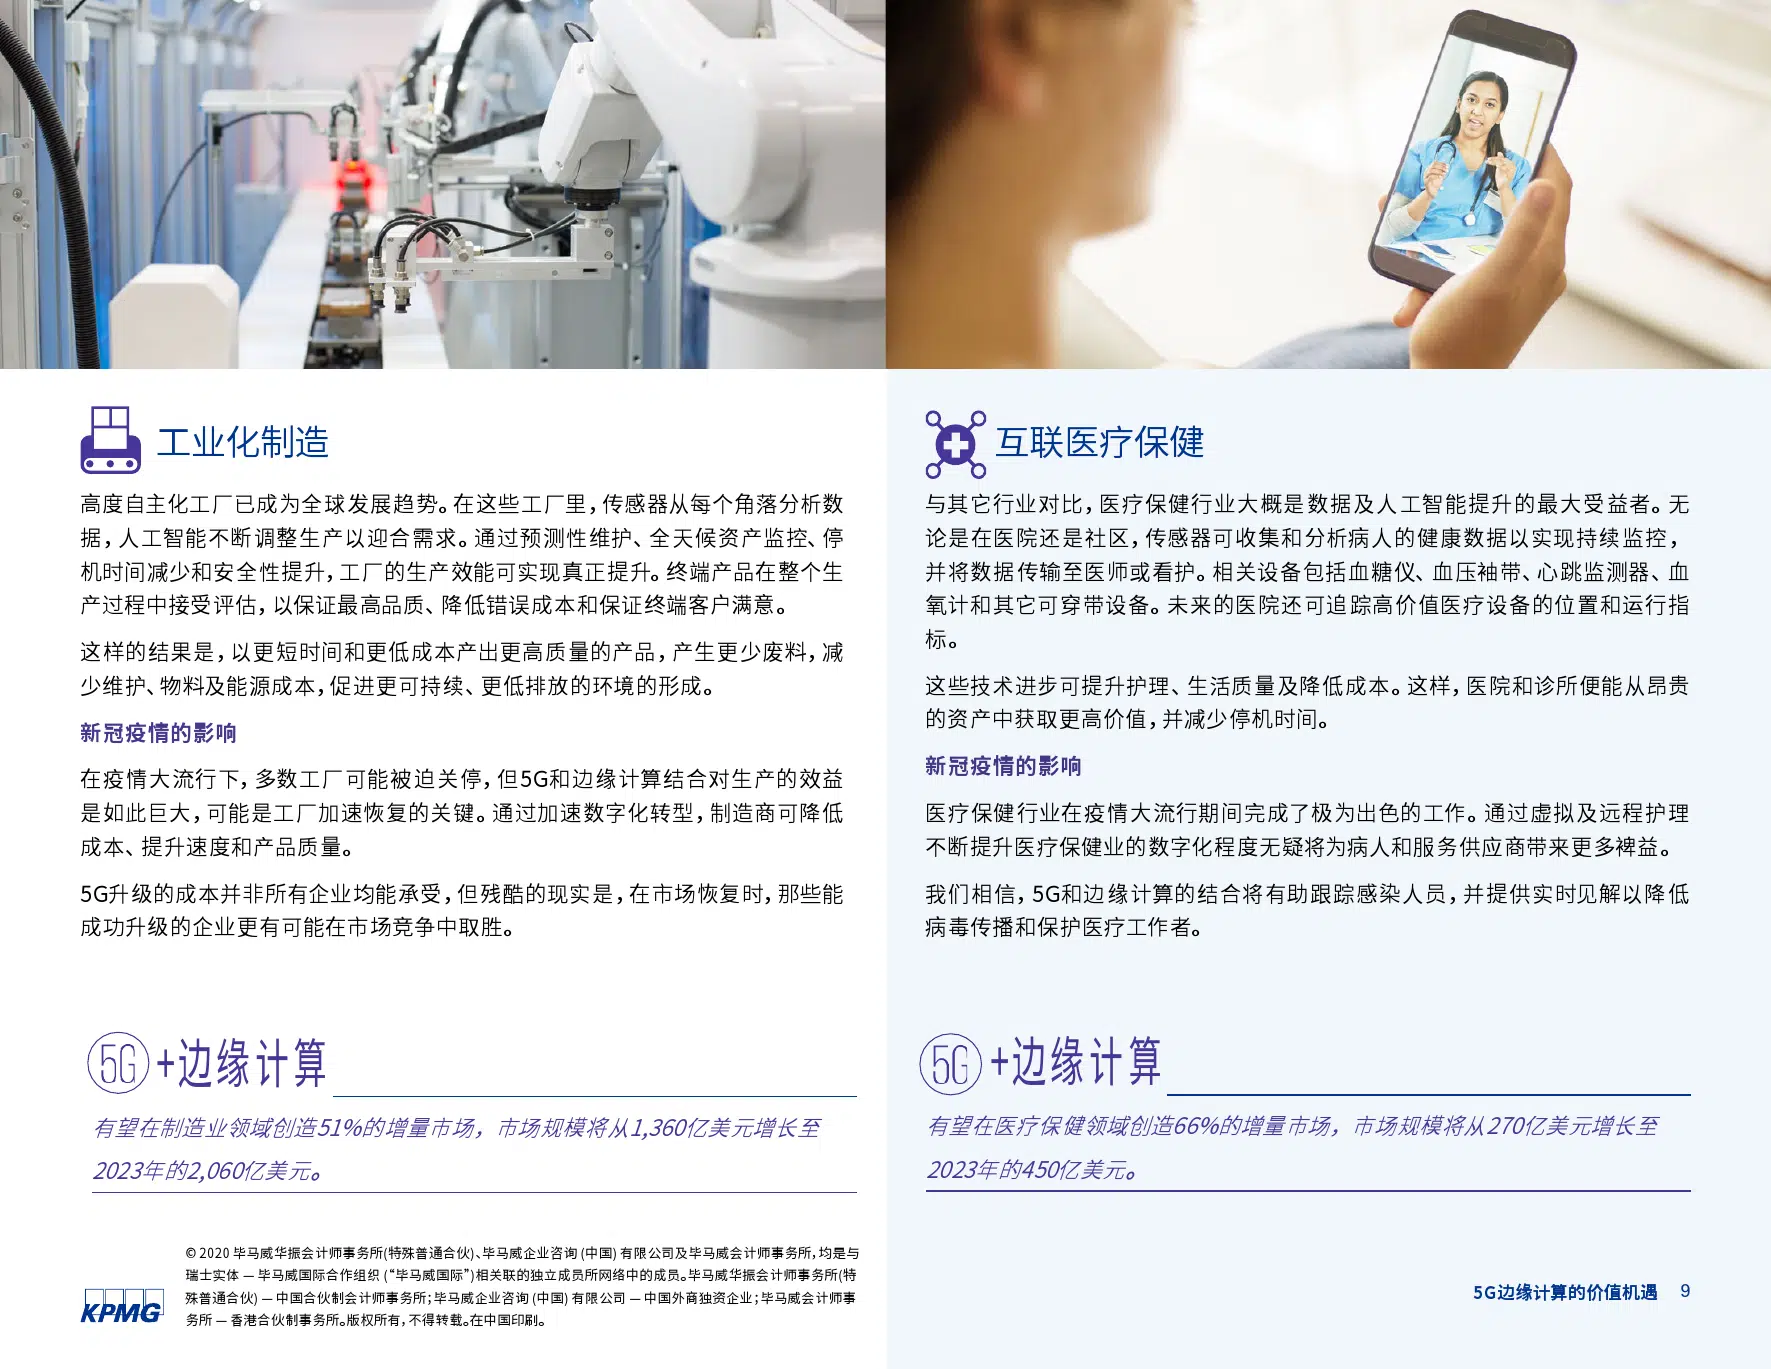 工业化制造
高度自主化工厂已成为全球发展趋势。在这些工厂里，传感器从每个角落分析数
据，人工智能不断调整生产以迎合需求。通过预测性维护、全天候资产监控、停
机时间减少和安全性提升，工厂的生产效能可实现真正提升。终端产品在整个生
产过程中接受评估，以保证最高品质、降低错误成本和保证终端客户满意。
这样的结果是，以更短时间和更低成本产出更高质量的产品，产生更少废料，减
少维护、物料及能源成本，促进更可持续、更低排放的环境的形成。
新冠疫情的影响
在疫情大流行下，多数工厂可能被迫关停，但5G和边缘计算结合对生产的效益
是如此巨大，可能是工厂加速恢复的关键。通过加速数字化转型，制造商可降低
成本、提升速度和产品质量。
5G升级的成本并非所有企业均能承受，但残酷的现实是，在市场恢复时，那些能
成功升级的企业更有可能在市场竞争中取胜。
5G +边缘计算
有望在制造业领域创造51%的增量市场，市场规模将从1,360亿美元增长至
2023年的2,060亿美元。
互联医疗保健
与其它行业对比，医疗保健行业大概是数据及人工智能提升的最大受益者。无
论是在医院还是社区，传感器可收集和分析病人的健康数据以实现持续监控，
并将数据传输至医师或看护。相关设备包括血糖仪、血压袖带、心跳监测器、血
氧计和其它可穿带设备。未来的医院还可追踪高价值医疗设备的位置和运行指
标。
这些技术进步可提升护理、生活质量及降低成本。这样，医院和诊所便能从昂贵
的资产中获取更高价值，并减少停机时间。
新冠疫情的影响
医疗保健行业在疫情大流行期间完成了极为出色的工作。通过虚拟及远程护理
不断提升医疗保健业的数字化程度无疑将为病人和服务供应商带来更多裨益。
我们相信，5G和边缘计算的结合将有助跟踪感染人员，并提供实时见解以降低
病毒传播和保护医疗工作者。
5G +边缘计算
有望在医疗保健领域创造66%的增量市场，市场规模将从270亿美元增长至
2023年的450亿美元。
KPMG
© 2020 毕马威华振会计师事务所(特殊普通合伙)、毕马威企业咨询 (中国) 有限公司及毕马威会计师事务所，均是与
瑞士实体 — 毕马威国际合作组织 (“毕马威国际”)相关联的独立成员所网络中的成员。毕马威华振会计师事务所(特
殊普通合伙) — 中国合伙制会计师事务所；毕马威企业咨询 (中国) 有限公司 — 中国外商独资企业；毕马威会计师事
务所 — 香港合伙制事务所。版权所有，不得转载。在中国印刷。
5G边缘计算的价值机遇 9